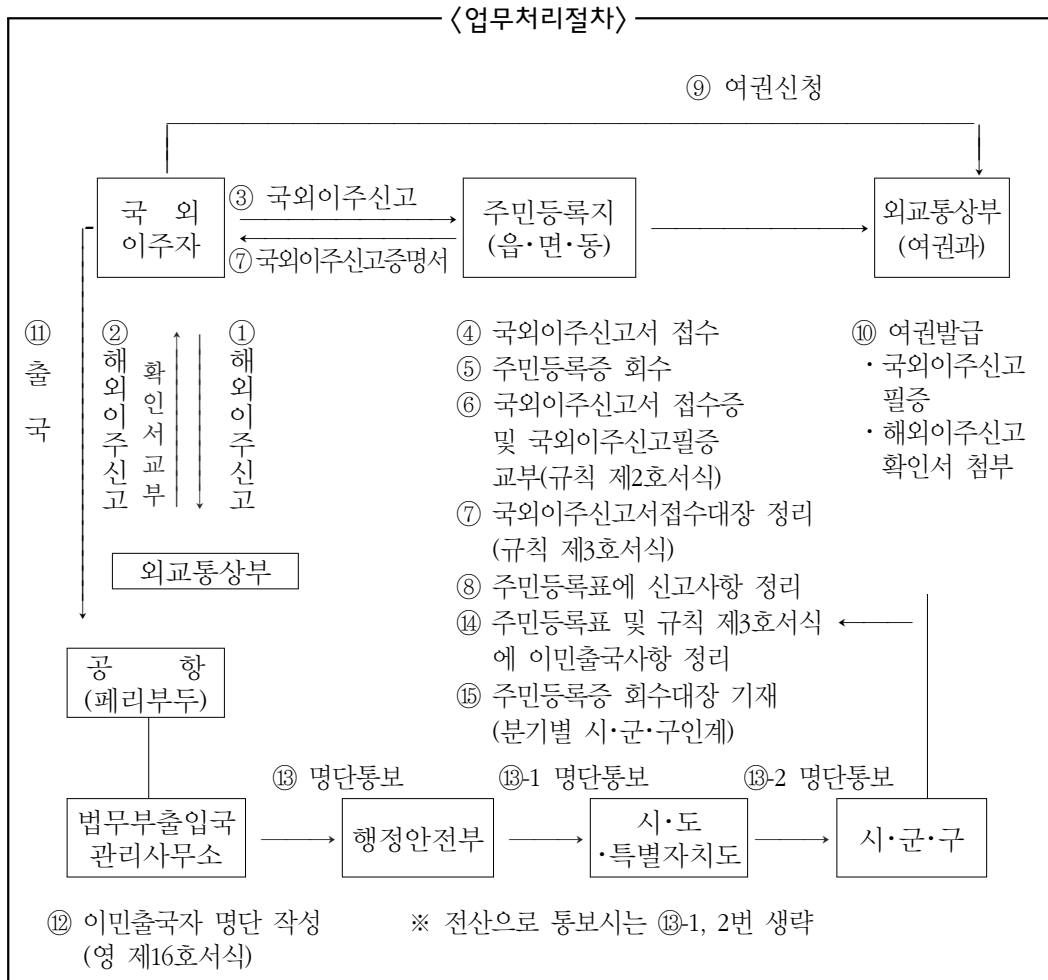 〈업무처리절차〉
⑨ 여권신청
국 외
이주자
③ 국외이주신고
⑦국외이주신고증명서
주민등록지
(읍·면·동)
외교통상부
(여권과)
⑪
출
국
②
해외이주신고
확인서교부
①
해외이주신고
외교통상부
④ 국외이주신고서 접수
⑤ 주민등록증 회수
⑥ 국외이주신고서 접수증
및 국외이주신고필증
교부(규칙 제2호서식)
⑦ 국외이주신고서접수대장 정리
(규칙 제3호서식)
⑧ 주민등록표에 신고사항 정리
⑭ 주민등록표 및 규칙 제3호서식
에 이민출국사항 정리
⑮ 주민등록증 회수대장 기재
(분기별 시·군·구인계)
⑩ 여권발급
·국외이주신고
필증
·해외이주신고
확인서 첨부
공 항
(페리부두)
⑬ 명단통보
⑬-1 명단통보
⑬-2 명단통보
법무부출입국
관리사무소
행정안전부
시·도
·특별자치도
시·군·구
⑫ 이민출국자 명단 작성
(영 제16호서식)
※ 전산으로 통보시는 ⑬-1, 2번 생략